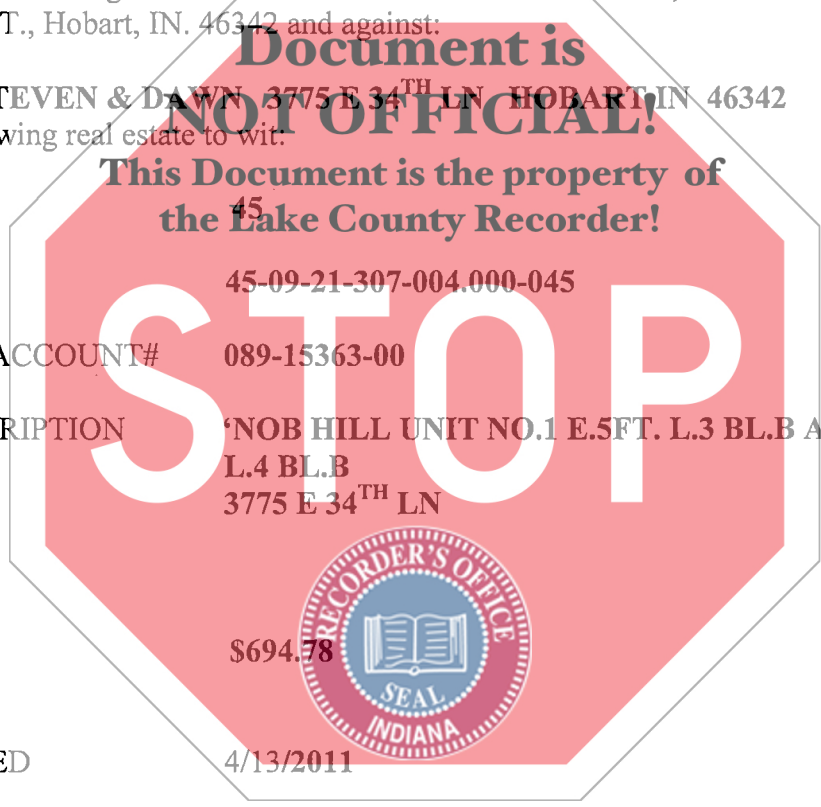 T., Hobart, IN. 46342 and against:
Document is
TEVEN & DAWN 3775 E 34TH LN HOBART IN 46342
NOT OFFICIAL!
wing real estate to wit:
This Document is the property of
45
the Lake County Recorder!
45-09-21-307-004.000-045
STOP
ACCOUNT# 089-15363-00
RIPTION ‘NOB HILL UNIT NO.1 E.5FT. L.3 BL.B A
L.4 BL.B
3775 E 34TH LN
RECORDER'S OFFICE
$694.78
SEAL
INDIANA
ED 4/13/2011